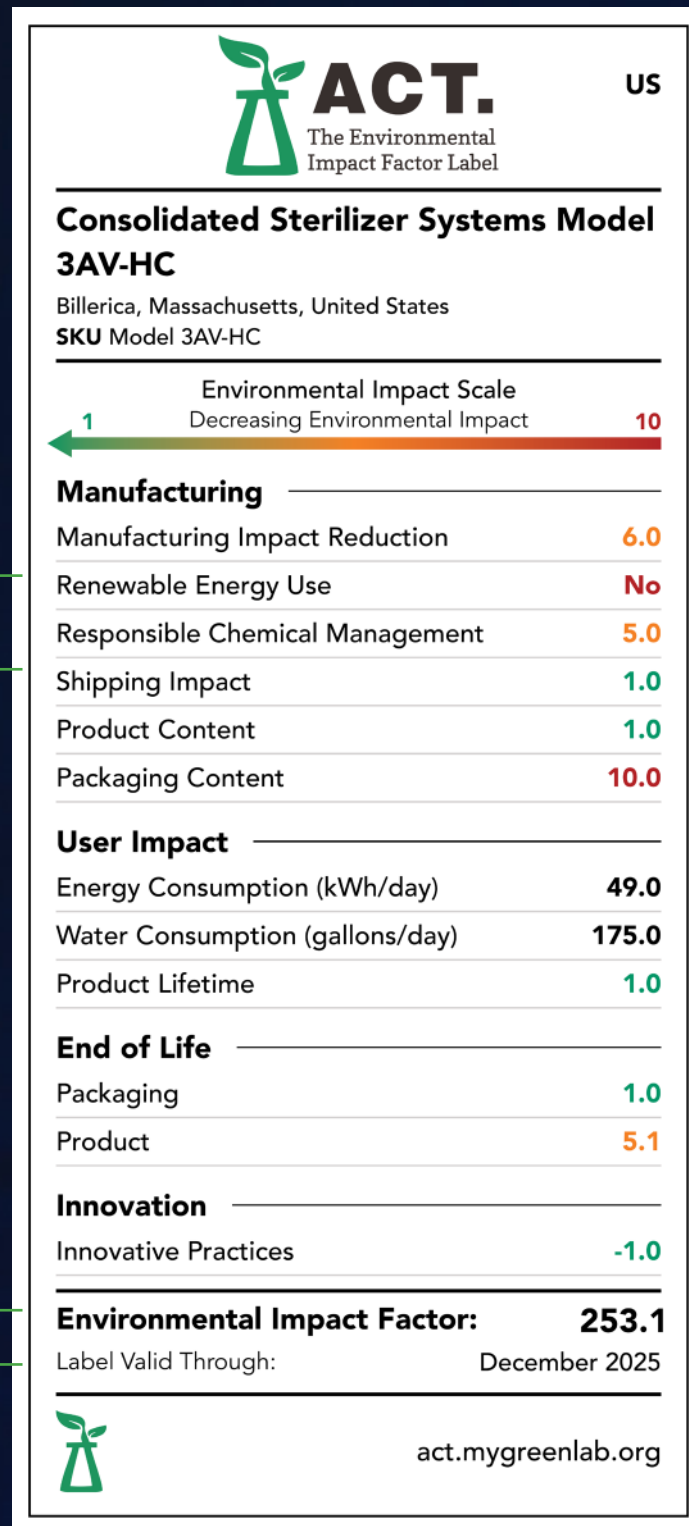 ACT.
US
The Environmental
Impact Factor Label
Consolidated Sterilizer Systems Model
3AV-HC
Billerica, Massachusetts, United States
SKU Model 3AV-HC
Environmental Impact Scale
1 Decreasing Environmental Impact 10
Manufacturing
Manufacturing Impact Reduction 6.0
Renewable Energy Use No
Responsible Chemical Management 5.0
Shipping Impact 1.0
Product Content 1.0
Packaging Content 10.0
User Impact
Energy Consumption (kWh/day) 49.0
Water Consumption (gallons/day) 175.0
Product Lifetime 1.0
End of Life
Packaging 1.0
Product 5.1
Innovation
Innovative Practices -1.0
Environmental Impact Factor: 253.1
Label Valid Through: December 2025
act.mygreenlab.org